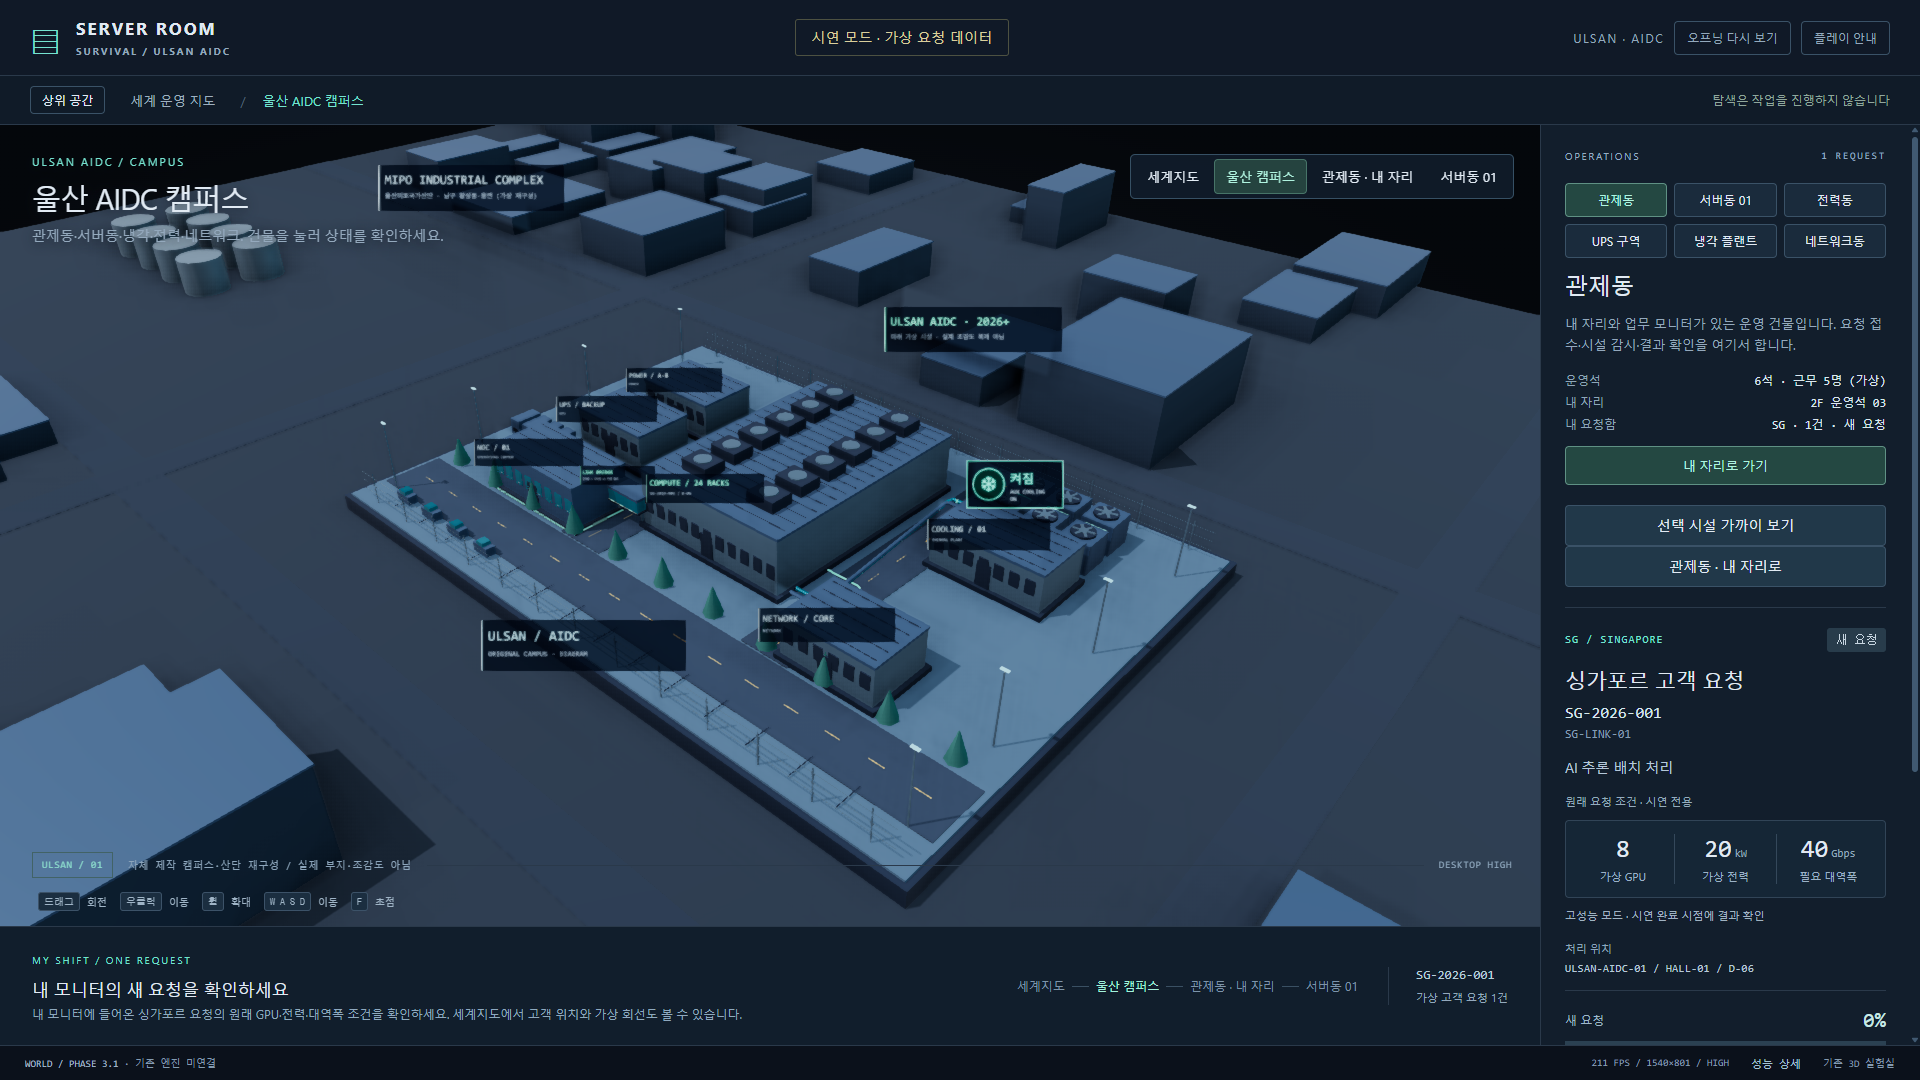 SERVER ROOM
SURVIVAL / ULSAN AIDC
시연 모드 · 가상 요청 데이터
ULSAN · AIDC
오프닝 다시 보기
플레이 안내
상위 공간
세계 운영 지도 / 울산 AIDC 캠퍼스
탐색은 작업을 진행하지 않습니다
ULSAN AIDC / CAMPUS
울산 AIDC 캠퍼스
관제동·서버동·냉각·전력·네트워크. 건물을 눌러 상태를 확인하세요.
MIPO INDUSTRIAL COMPLEX
세계지도
울산 캠퍼스
관제동 · 내 자리
서버동 01
ULSAN AIDC · 2026+
POWER / A·B
UPS / BACKUP
NOC / 01
COMPUTE / 24 RACKS
켜짐
AUX COOLING
ON
COOLING / 01
NETWORK / CORE
NETWORK
ULSAN / AIDC
ORIGINAL CAMPUS · DIAGRAM
ULSAN / 01
자체 제작 캠퍼스·산단 재구성 / 실제 부지·조감도 아님
DESKTOP HIGH
드래그 회전
우클릭 이동
휠 확대
W A S D 이동
F 초점
OPERATIONS
1 REQUEST
관제동
서버동 01
전력동
UPS 구역
냉각 플랜트
네트워크동
관제동
내 자리와 업무 모니터가 있는 운영 건물입니다. 요청 접
수·시설 감시·결과 확인을 여기서 합니다.
운영석 6석 · 근무 5명 (가상)
내 자리 2F 운영석 03
내 요청함 SG · 1건 · 새 요청
내 자리로 가기
선택 시설 가까이 보기
관제동 · 내 자리로
SG / SINGAPORE
새 요청
싱가포르 고객 요청
SG-2026-001
SG-LINK-01
AI 추론 배치 처리
원래 요청 조건 · 시연 전용
8
가상 GPU
20 kW
가상 전력
40 Gbps
필요 대역폭
고성능 모드 · 시연 완료 시점에 결과 확인
처리 위치
ULSAN-AIDC-01 / HALL-01 / D-06
새 요청 0%
MY SHIFT / ONE REQUEST
내 모니터의 새 요청을 확인하세요
내 모니터에 들어온 싱가포르 요청의 원래 GPU·전력·대역폭 조건을 확인하세요. 세계지도에서 고객 위치와 가상 회선도 볼 수 있습니다.
세계지도 — 울산 캠퍼스 — 관제동 · 내 자리 — 서버동 01
SG-2026-001
가상 고객 요청 1건
WORLD / PHASE 3.1 · 기존 엔진 미연결
211 FPS / 1540×801 / HIGH
성능 상세
기존 3D 실험실